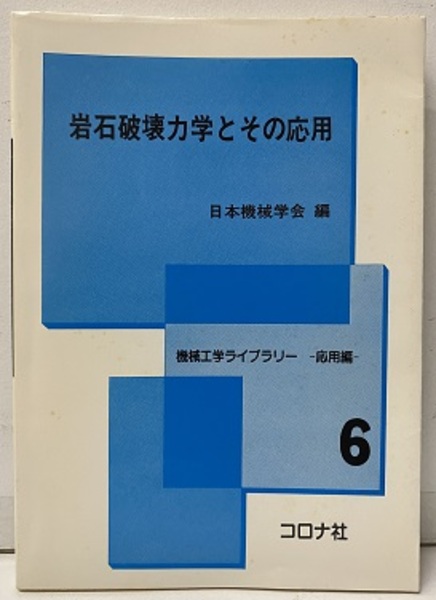 岩石破壊力学とその応用
日本機械学会 編
機械工学ライブラリー -応用編-
6
コロナ社